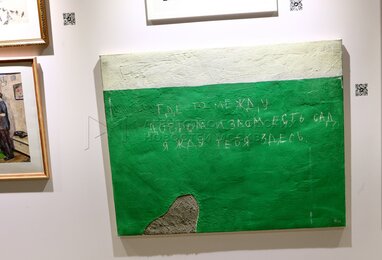 ГДЕ ТО МЕЖДУ
ДОБРОМ И ЗЛОМ ЕСТЬ САД,
Я ЖДУ ТЕБЯ ЗДЕСЬ.